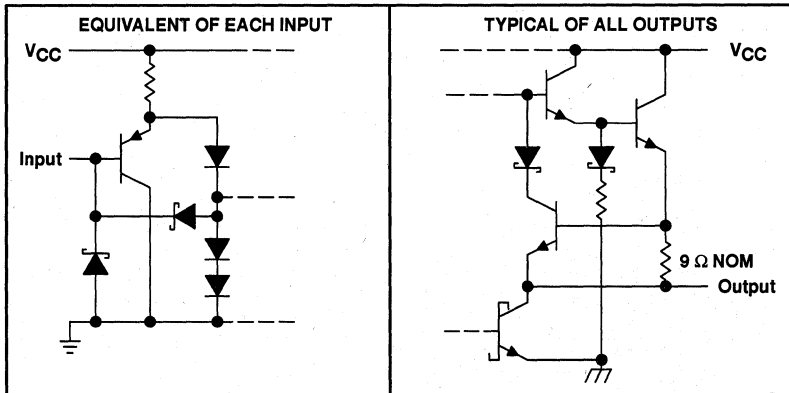 EQUIVALENT OF EACH INPUT
VCC
Input
TYPICAL OF ALL OUTPUTS
VCC
9 Ω NOM
Output